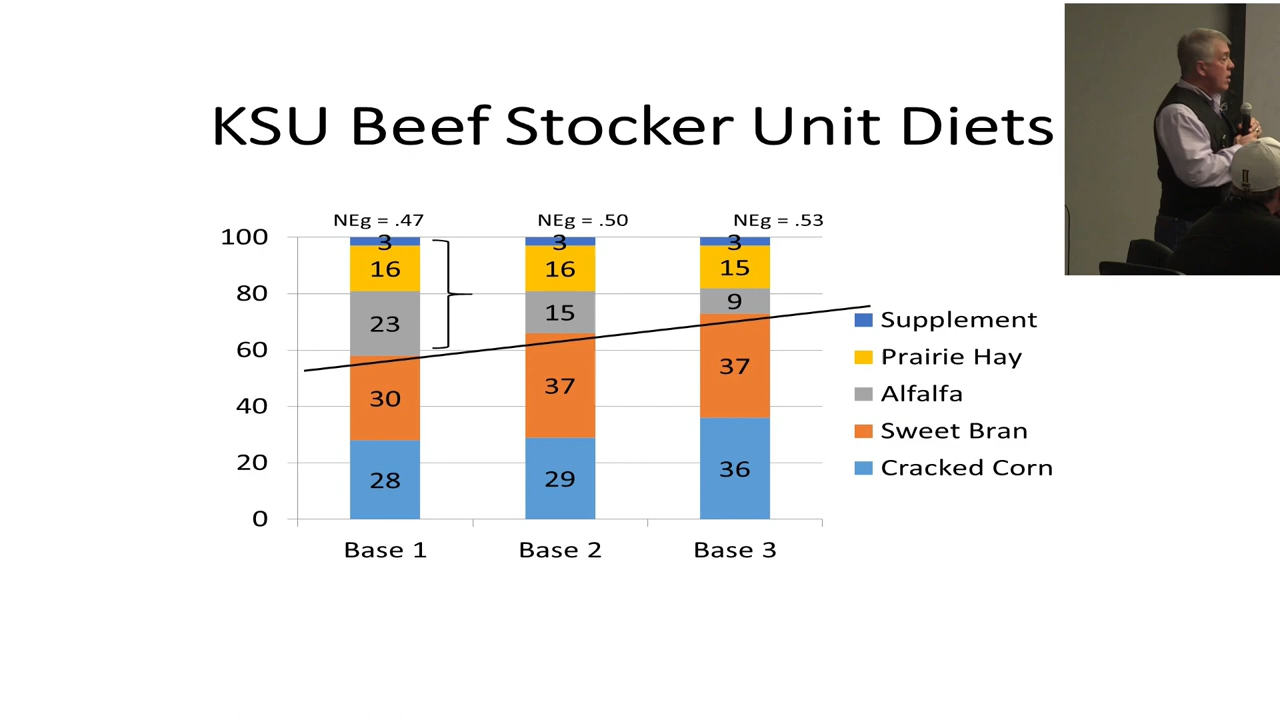 KSU Beef Stocker Unit Diets
NEg = .47
NEg = .50
NEg = .53
100
80
60
40
20
0
3
16
23
30
28
3
16
15
37
29
3
15
9
37
36
Base 1
Base 2
Base 3
Supplement
Prairie Hay
Alfalfa
Sweet Bran
Cracked Corn